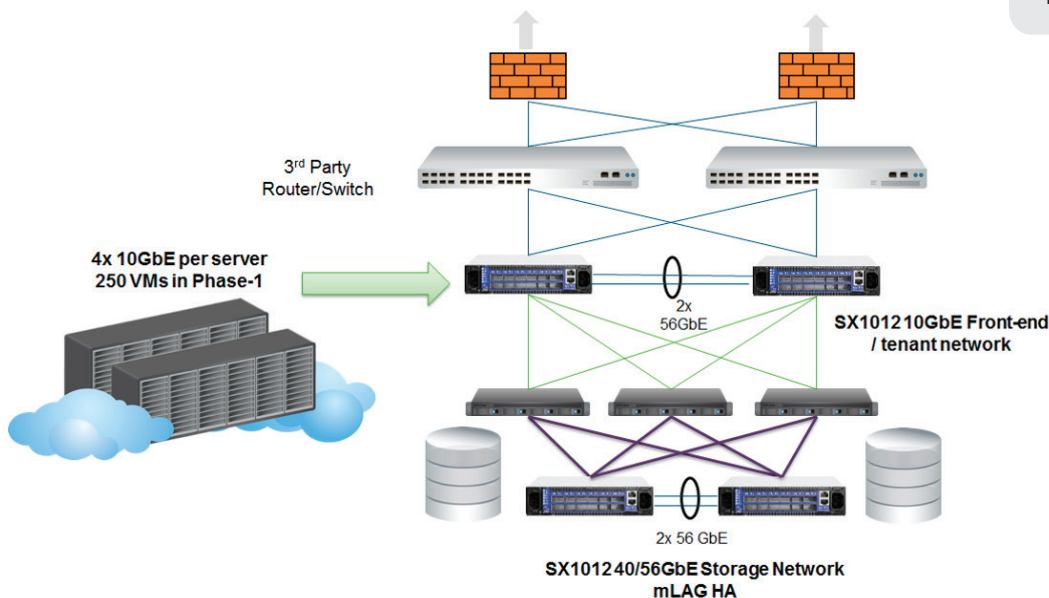 3rd Party
Router/Switch
4x 10GbE per server
250 VMs in Phase-1
2x
56GbE
SX1012 10GbE Front-end
/ tenant network
2x 56 GbE
SX1012 40/56GbE Storage Network
mLAG HA